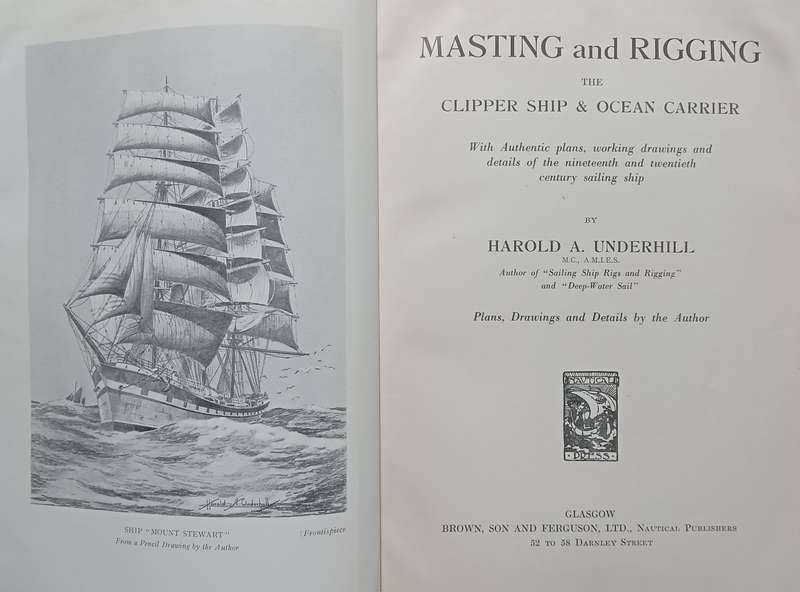 Harold A. Underhill
SHIP "MOUNT STEWART"
[Frontispiece
From a Pencil Drawing by the Author
MASTING and RIGGING
THE
CLIPPER SHIP & OCEAN CARRIER
With Authentic plans, working drawings and
details of the nineteenth and twentieth
century sailing ship
BY
HAROLD A. UNDERHILL
M.C., A.M.I.E.S.
Author of "Sailing Ship Rigs and Rigging"
and "Deep-Water Sail"
Plans, Drawings and Details by the Author
NAUTICAL
· PRESS ·
GLASGOW
BROWN, SON AND FERGUSON, LTD., Nautical Publishers
52 to 58 Darnley Street